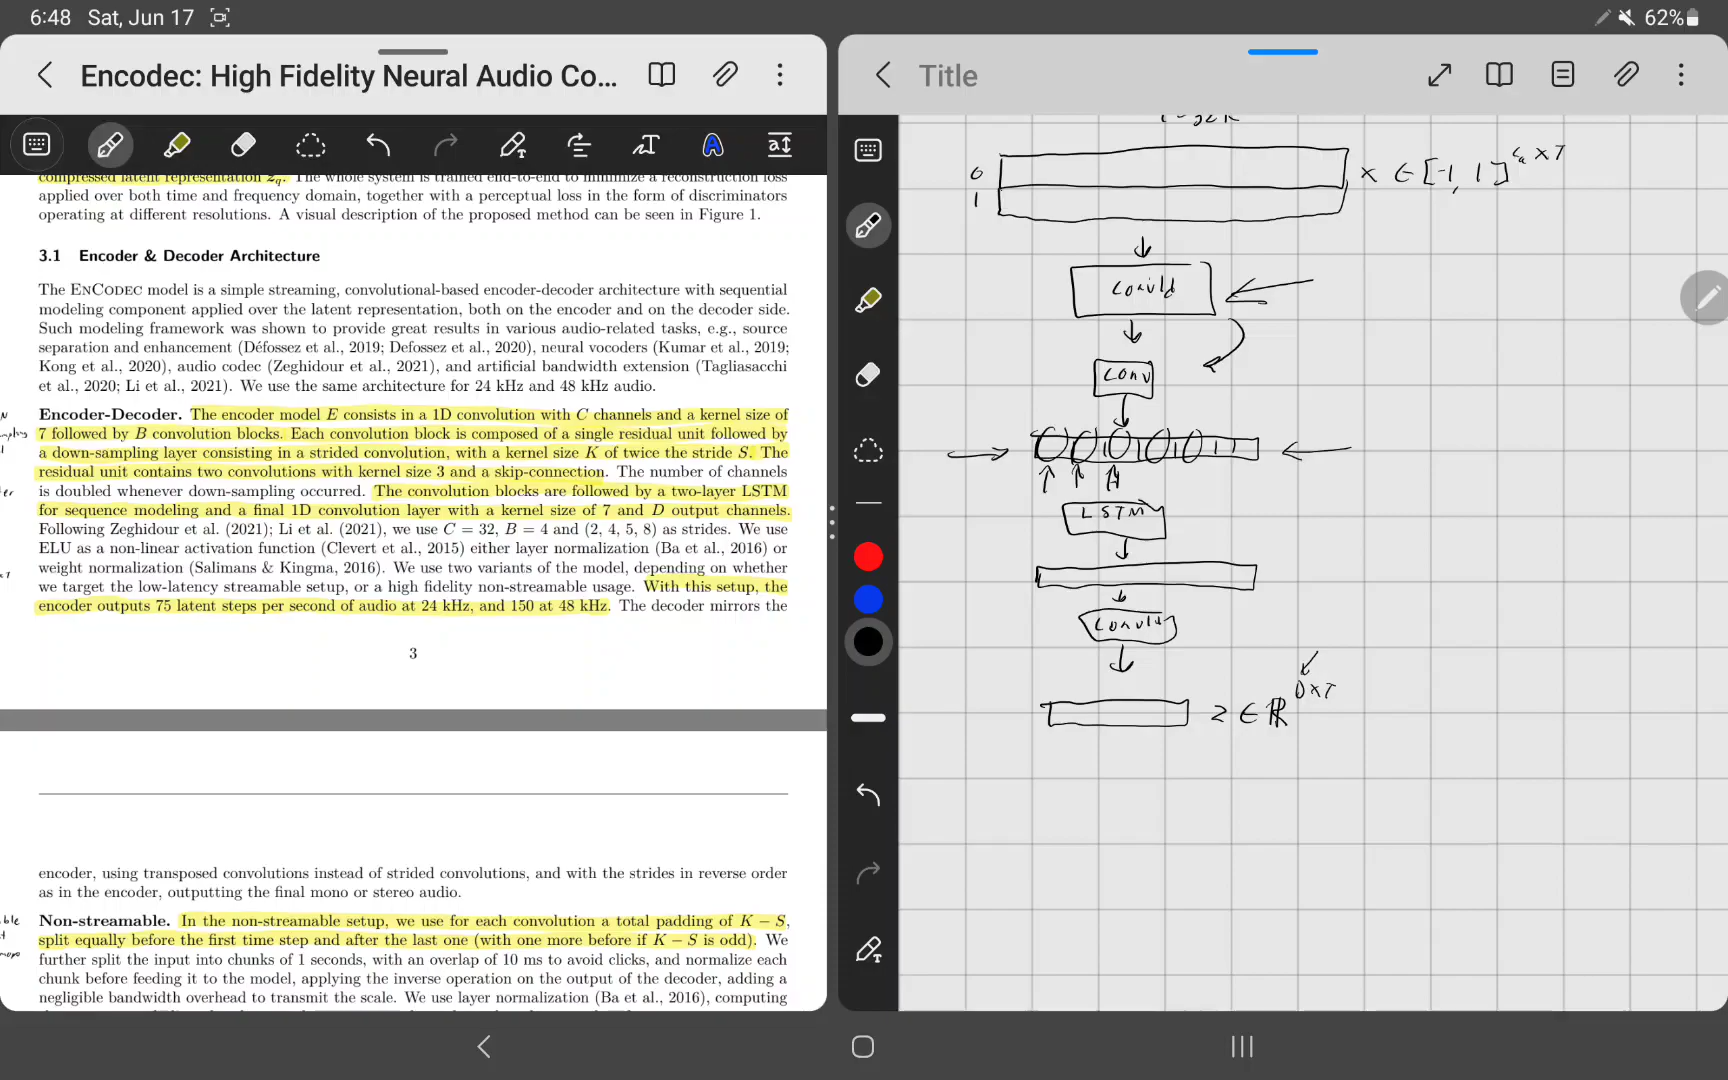 6:48 Sat, Jun 17
62%
Encodec: High Fidelity Neural Audio Co...
compressed latent representation z_q. The whole system is trained end-to-end to minimize a reconstruction loss
applied over both time and frequency domain, together with a perceptual loss in the form of discriminators
operating at different resolutions. A visual description of the proposed method can be seen in Figure 1.
3.1 Encoder & Decoder Architecture
The ENCODEC model is a simple streaming, convolutional-based encoder-decoder architecture with sequential
modeling component applied over the latent representation, both on the encoder and on the decoder side.
Such modeling framework was shown to provide great results in various audio-related tasks, e.g., source
separation and enhancement (Défossez et al., 2019; Defossez et al., 2020), neural vocoders (Kumar et al., 2019;
Kong et al., 2020), audio codec (Zeghidour et al., 2021), and artificial bandwidth extension (Tagliasacchi
et al., 2020; Li et al., 2021). We use the same architecture for 24 kHz and 48 kHz audio.
Encoder-Decoder. The encoder model E consists in a 1D convolution with C channels and a kernel size of
7 followed by B convolution blocks. Each convolution block is composed of a single residual unit followed by
a down-sampling layer consisting in a strided convolution, with a kernel size K of twice the stride S. The
residual unit contains two convolutions with kernel size 3 and a skip-connection. The number of channels
is doubled whenever down-sampling occurred. The convolution blocks are followed by a two-layer LSTM
for sequence modeling and a final 1D convolution layer with a kernel size of 7 and D output channels.
Following Zeghidour et al. (2021); Li et al. (2021), we use C = 32, B = 4 and (2, 4, 5, 8) as strides. We use
ELU as a non-linear activation function (Clevert et al., 2015) either layer normalization (Ba et al., 2016) or
weight normalization (Salimans & Kingma, 2016). We use two variants of the model, depending on whether
we target the low-latency streamable setup, or a high fidelity non-streamable usage. With this setup, the
encoder outputs 75 latent steps per second of audio at 24 kHz, and 150 at 48 kHz. The decoder mirrors the
3
encoder, using transposed convolutions instead of strided convolutions, and with the strides in reverse order
as in the encoder, outputting the final mono or stereo audio.
Non-streamable. In the non-streamable setup, we use for each convolution a total padding of K − S,
split equally before the first time step and after the last one (with one more before if K − S is odd). We
further split the input into chunks of 1 seconds, with an overlap of 10 ms to avoid clicks, and normalize each
chunk before feeding it to the model, applying the inverse operation on the output of the decoder, adding a
negligible bandwidth overhead to transmit the scale. We use layer normalization (Ba et al., 2016), computing
Title
0
1
x ∈ [-1, 1]^{C_a × T}
Conv1d
Conv
LSTM
Conv1d
z ∈ ℝ^{D × T}